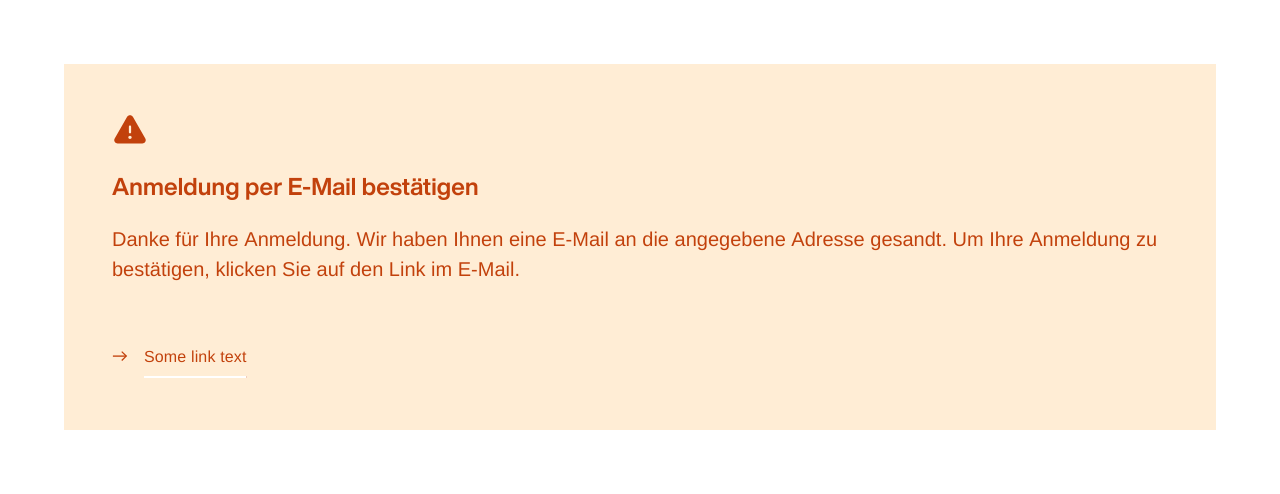 Anmeldung per E-Mail bestätigen
Danke für Ihre Anmeldung. Wir haben Ihnen eine E-Mail an die angegebene Adresse gesandt. Um Ihre Anmeldung zu
bestätigen, klicken Sie auf den Link im E-Mail.
Some link text